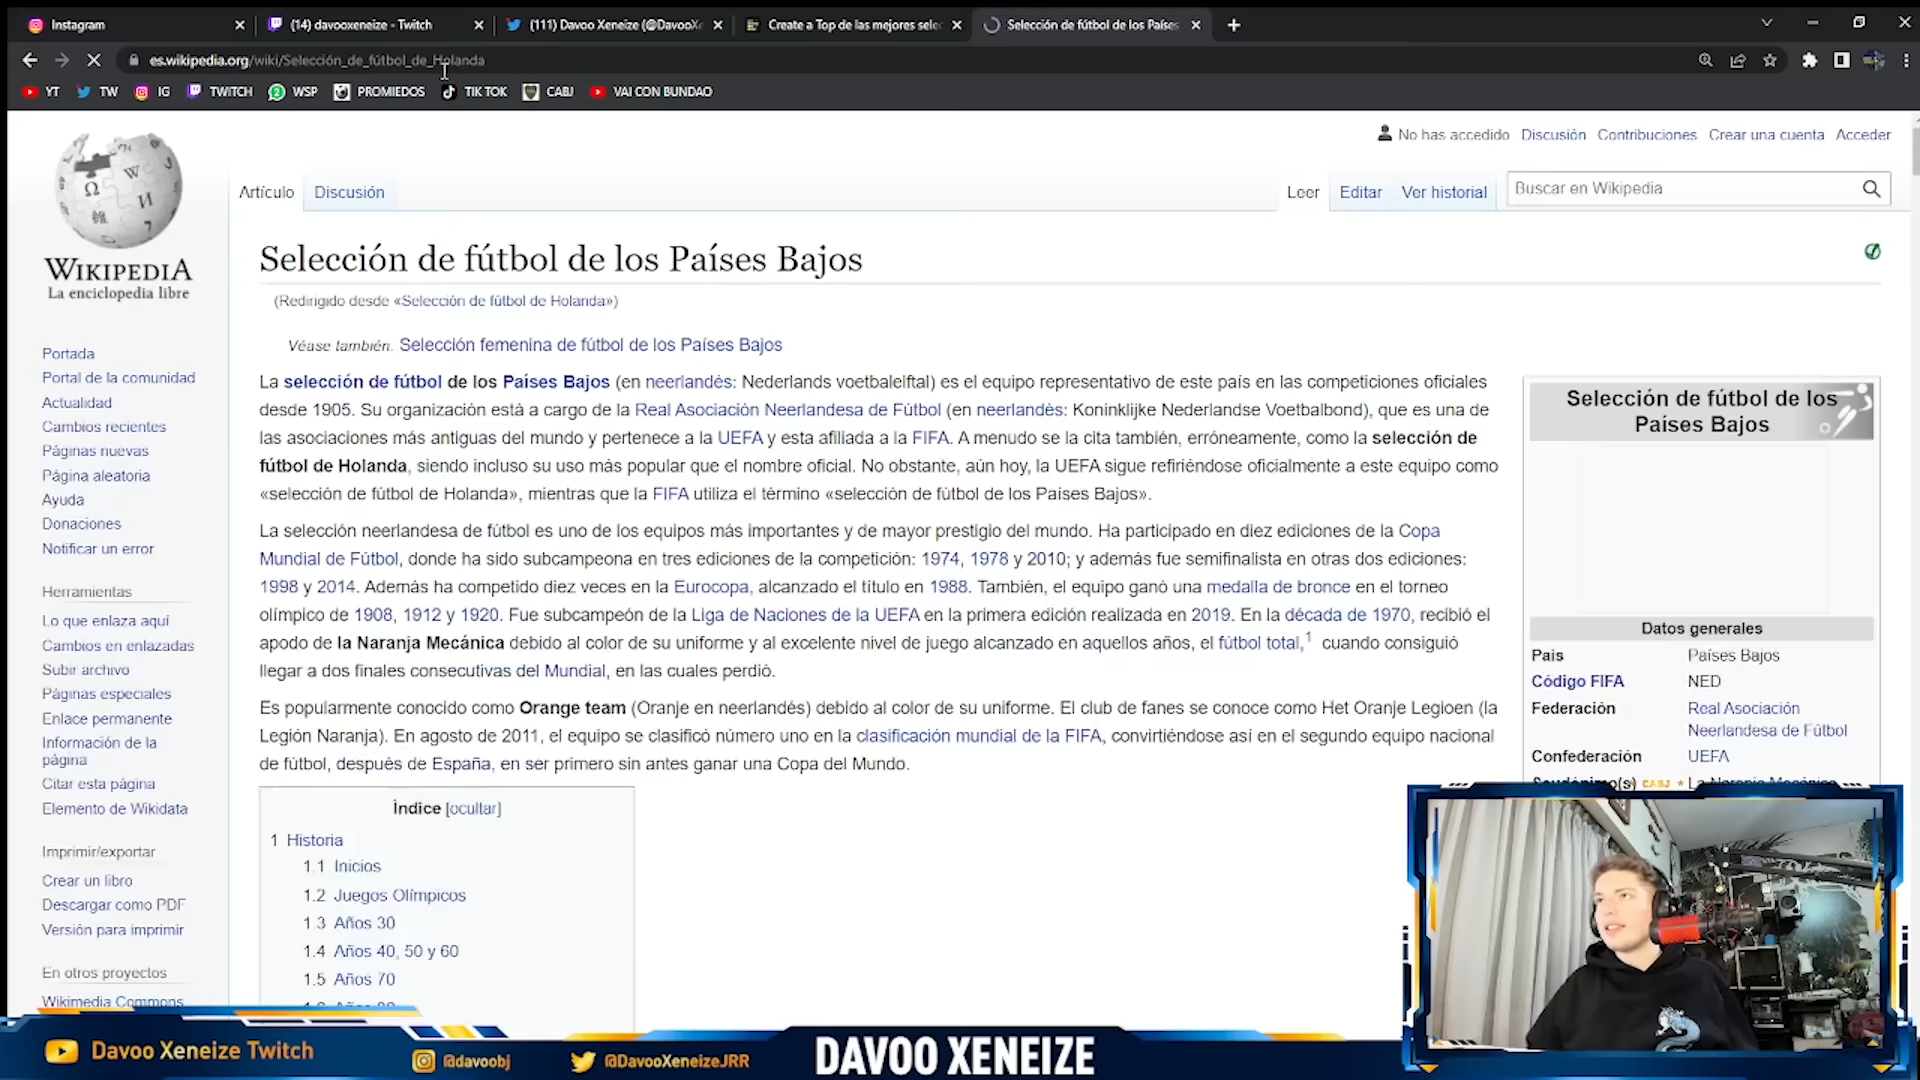 Instagram
(14) davooxeneize - Twitch
(111) Davoo Xeneize (@DavooX
Create a Top de las mejores sele
Selección de fútbol de los Países
es.wikipedia.org/wiki/Selección_de_fútbol_de_Holanda
YT
TW
IG
TWITCH
WSP
PROMIEDOS
TIK TOK
CABJ
VAI CON BUNDAO
No has accedido Discusión Contribuciones Crear una cuenta Acceder
Artículo Discusión
Leer Editar Ver historial
Buscar en Wikipedia
WIKIPEDIA
La enciclopedia libre
Portada
Portal de la comunidad
Actualidad
Cambios recientes
Páginas nuevas
Página aleatoria
Ayuda
Donaciones
Notificar un error
Herramientas
Lo que enlaza aquí
Cambios en enlazadas
Subir archivo
Páginas especiales
Enlace permanente
Información de la
página
Citar esta página
Elemento de Wikidata
Imprimir/exportar
Crear un libro
Descargar como PDF
Versión para imprimir
En otros proyectos
Wikimedia Commons
Selección de fútbol de los Países Bajos
(Redirigido desde «Selección de fútbol de Holanda»)
Véase también: Selección femenina de fútbol de los Países Bajos
La selección de fútbol de los Países Bajos (en neerlandés: Nederlands voetbalelftal) es el equipo representativo de este país en las competiciones oficiales
desde 1905. Su organización está a cargo de la Real Asociación Neerlandesa de Fútbol (en neerlandés: Koninklijke Nederlandse Voetbalbond), que es una de
las asociaciones más antiguas del mundo y pertenece a la UEFA y esta afiliada a la FIFA. A menudo se la cita también, erróneamente, como la selección de
fútbol de Holanda, siendo incluso su uso más popular que el nombre oficial. No obstante, aún hoy, la UEFA sigue refiriéndose oficialmente a este equipo como
«selección de fútbol de Holanda», mientras que la FIFA utiliza el término «selección de fútbol de los Países Bajos».
La selección neerlandesa de fútbol es uno de los equipos más importantes y de mayor prestigio del mundo. Ha participado en diez ediciones de la Copa
Mundial de Fútbol, donde ha sido subcampeona en tres ediciones de la competición: 1974, 1978 y 2010; y además fue semifinalista en otras dos ediciones:
1998 y 2014. Además ha competido diez veces en la Eurocopa, alcanzado el título en 1988. También, el equipo ganó una medalla de bronce en el torneo
olímpico de 1908, 1912 y 1920. Fue subcampeón de la Liga de Naciones de la UEFA en la primera edición realizada en 2019. En la década de 1970, recibió el
apodo de la Naranja Mecánica debido al color de su uniforme y al excelente nivel de juego alcanzado en aquellos años, el fútbol total,1 cuando consiguió
llegar a dos finales consecutivas del Mundial, en las cuales perdió.
Es popularmente conocido como Orange team (Oranje en neerlandés) debido al color de su uniforme. El club de fanes se conoce como Het Oranje Legioen (la
Legión Naranja). En agosto de 2011, el equipo se clasificó número uno en la clasificación mundial de la FIFA, convirtiéndose así en el segundo equipo nacional
de fútbol, después de España, en ser primero sin antes ganar una Copa del Mundo.
Índice [ocultar]
1 Historia
1.1 Inicios
1.2 Juegos Olímpicos
1.3 Años 30
1.4 Años 40, 50 y 60
1.5 Años 70
Selección de fútbol de los
Países Bajos
Datos generales
País Países Bajos
Código FIFA NED
Federación Real Asociación
Neerlandesa de Fútbol
Confederación UEFA
CABJ
La Naranja Mecánica
Davoo Xeneize Twitch
@davoobj
@DavooXeneizeJRR
DAVOO XENEIZE